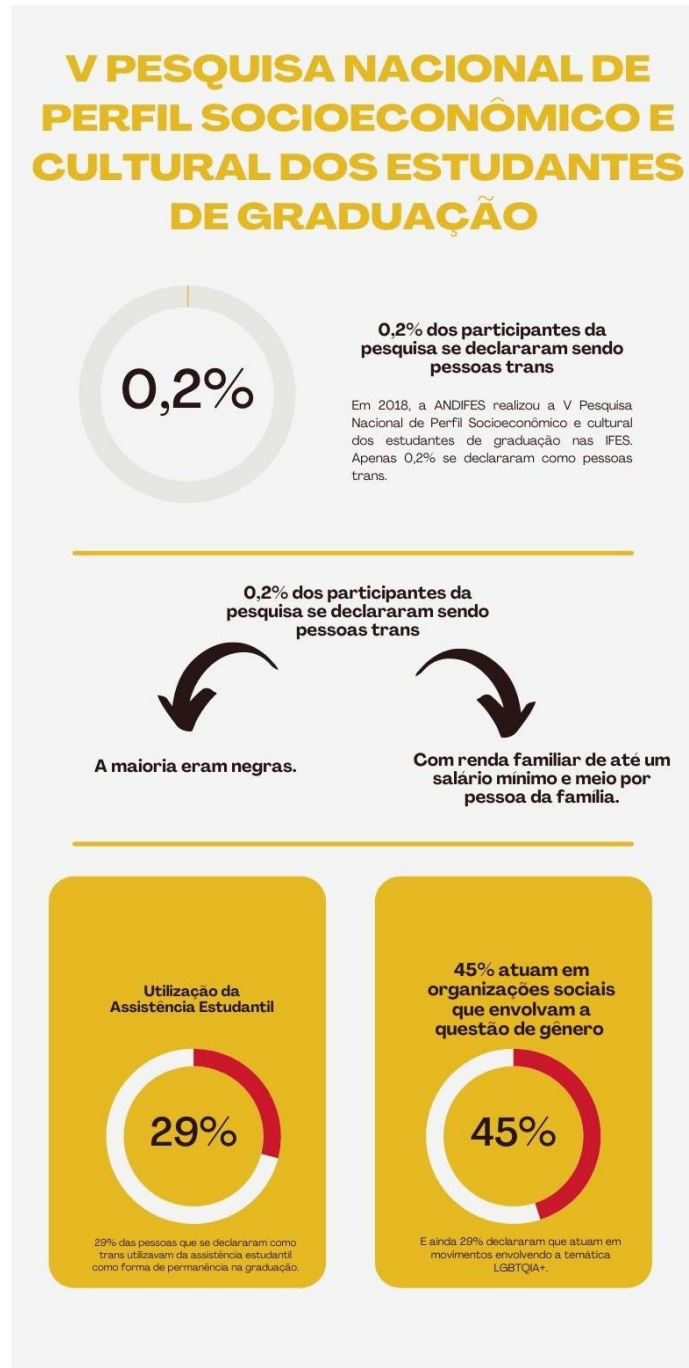 V PESQUISA NACIONAL DE
PERFIL SOCIOECONÔMICO E
CULTURAL DOS ESTUDANTES
DE GRADUAÇÃO
0,2%
0,2% dos participantes da
pesquisa se declararam sendo
pessoas trans
Em 2018, a ANDIFES realizou a V Pesquisa
Nacional de Perfil Socioeconômico e cultural
dos estudantes de graduação nas IFES.
Apenas 0,2% se declararam como pessoas
trans.
0,2% dos participantes da
pesquisa se declararam sendo
pessoas trans
A maioria eram negras.
Com renda familiar de até um
salário mínimo e meio por
pessoa da família.
Utilização da
Assistência Estudantil
29%
29% das pessoas que se declararam como
trans utilizavam da assistência estudantil
como forma de permanência na graduação.
45% atuam em
organizações sociais
que envolvam a
questão de gênero
45%
E ainda 29% declararam que atuam em
movimentos envolvendo a temática
LGBTQIA+.